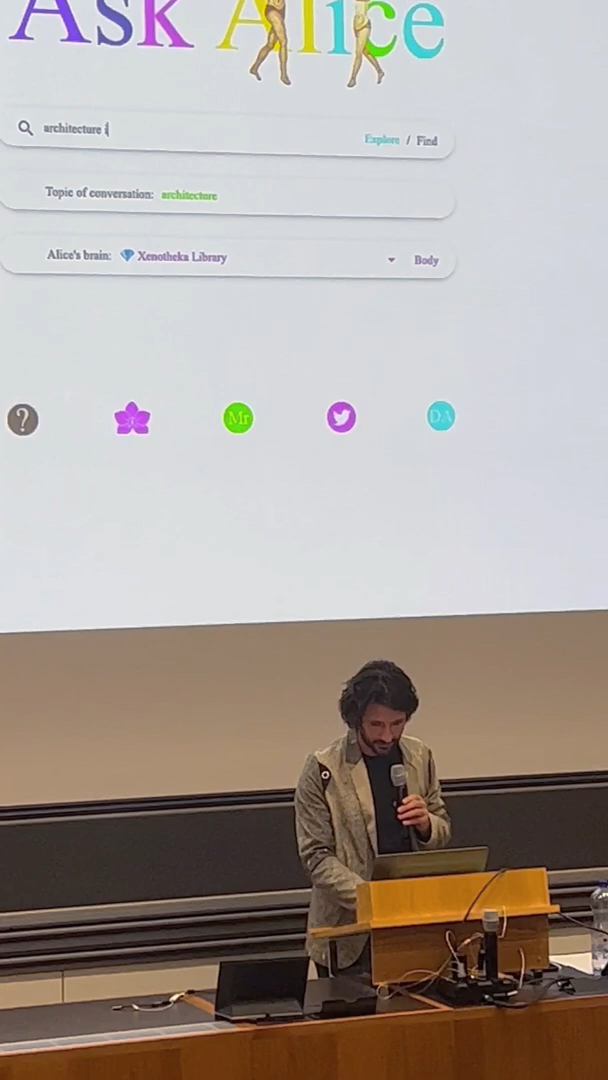 Ask Alice
architecture i
Explore / Find
Topic of conversation: architecture
Alice's brain: Xenotheka Library
Body
?
Mr
DA